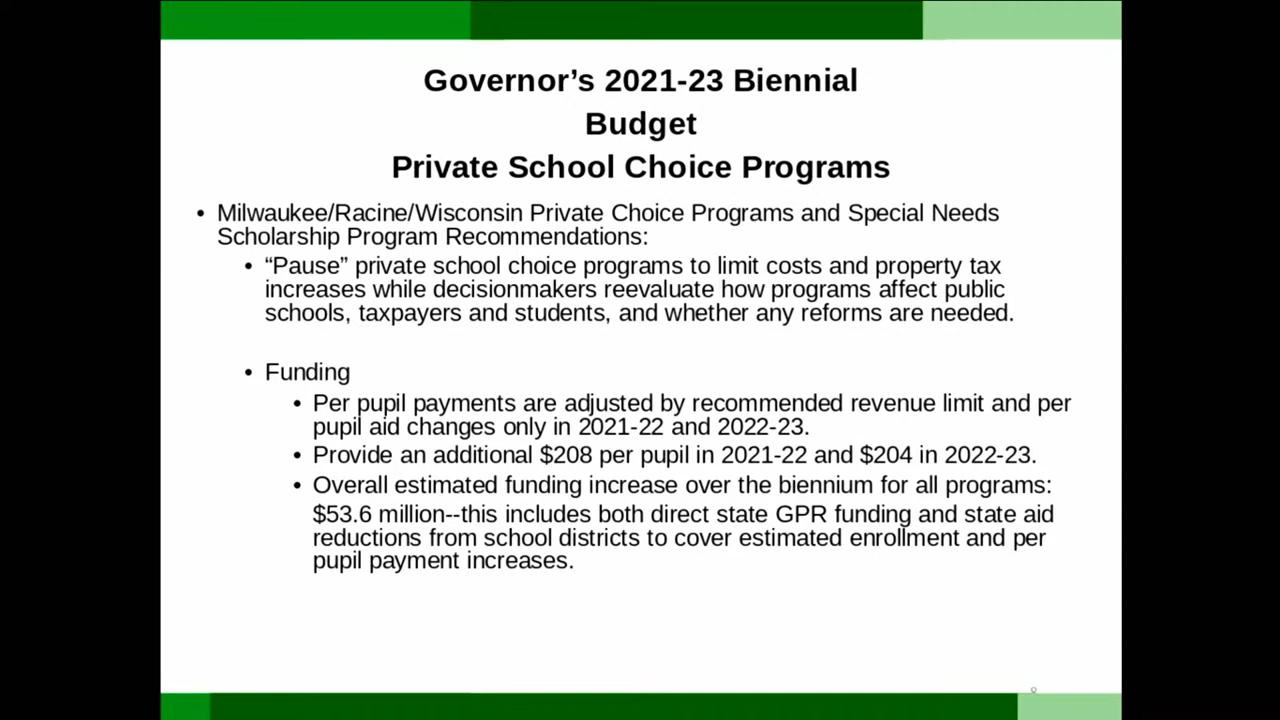 Governor’s 2021-23 Biennial
Budget
Private School Choice Programs
• Milwaukee/Racine/Wisconsin Private Choice Programs and Special Needs
Scholarship Program Recommendations:
• “Pause” private school choice programs to limit costs and property tax
increases while decisionmakers reevaluate how programs affect public
schools, taxpayers and students, and whether any reforms are needed.
• Funding
• Per pupil payments are adjusted by recommended revenue limit and per
pupil aid changes only in 2021-22 and 2022-23.
• Provide an additional $208 per pupil in 2021-22 and $204 in 2022-23.
• Overall estimated funding increase over the biennium for all programs:
$53.6 million--this includes both direct state GPR funding and state aid
reductions from school districts to cover estimated enrollment and per
pupil payment increases.